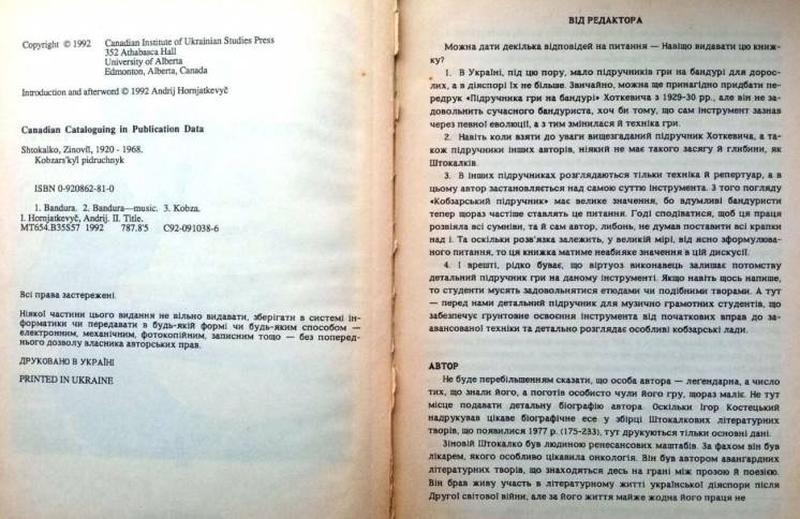 Copyright © 1992 Canadian Institute of Ukrainian Studies Press
352 Athabasca Hall
University of Alberta
Edmonton, Alberta, Canada
Introduction and afterword © 1992 Andrij Hornjatkevyč
Canadian Cataloguing in Publication Data
Shtokalko, Zinoviĭ, 1920 - 1968.
Kobzars'kyĭ pidruchnyk
ISBN 0-920862-81-0
1. Bandura. 2. Bandura—music. 3. Kobza.
I. Hornjatkevyč, Andrij. II. Title.
MT654.B35S57 1992 787.8'5 C92-091038-6
Всі права застережені
Ніякої частини цього видання не вільно видавати, зберігати в системі ін-
форматики чи передавати в будь-якій формі чи будь-яким способом —
електронним, механічним, фотокопійним, записним тощо — без поперед-
нього дозволу власника авторських прав.
ДРУКОВАНО В УКРАЇНІ
PRINTED IN UKRAINE
ВІД РЕДАКТОРА
Можна дати декілька відповідей на питання — Навіщо видавати цю книж-
ку?
1. В Україні, під цю пору, мало підручників гри на бандурі для дорос-
лих, а в діяспорі їх не більше. Звичайно, можна ще принагідно придбати пе-
редрук «Підручника гри на бандурі» Хоткевича з 1929-30 рр., але він не за-
довольнить сучасного бандуриста, хоч би тому, що сам інструмент зазнав
через певної еволюції, а з тим змінилася й техніка гри.
2. Навіть коли взяти до уваги вищезгаданий підручник Хоткевича, а та-
кож підручники інших авторів, ніякий не має такого засягу й глибини, як
Штокалків.
3. В інших підручниках розглядаються тільки техніка й репертуар, а в
цьому автор застановляється над самою суттю інструмента. З того погляду
«Кобзарський підручник» має велике значення, бо вдумливі бандуристи
тепер щораз частіше ставлять це питання. Годі сподіватися, щоб ця праця
розвіяла всі сумніви, та й сам автор, либонь, не думав поставити всі крапки
над і. Та оскільки розв'язка залежить, у великій мірі, від ясно зформулюва-
ного питання, то ця книжка матиме неабияке значення в цій дискусії.
4. І врешті, рідко буває, що віртуоз виконавець залишає потомству
детальний підручник гри на даному інструменті. Якщо навіть щось напише,
то студенти мусять задовольнятися етюдами чи подібними творами. А тут
— перед нами детальний підручник для музично грамотних студентів, що
забезпечує ґрунтовне освоєння інструмента від початкових вправ до за-
авансованої техніки та детально розглядає особливі кобзарські лади.
АВТОР
Не буде перебільшенням сказати, що особа автора — легендарна, а число
тих, що знали його, а поготів особисто чули його гру, щораз маліє. Не тут
місце подавати детальну біографію автора. Оскільки Ігор Костецький
надрукував цікаве біографічне есе у збірці Штокалкових літературних
творів, що появилися 1977 р. (175-233), тут друкуються тільки основні дані.
Зіновій Штокалко був людиною ренесансових маштабів. За фахом він був
лікарем, якого особливо цікавила онкологія. Він був автором авангардних
літературних творів, що знаходяться десь на грані між прозою й поезією.
Він брав живу участь в літературному житті української діяспори після
Другої світової війни, але за його життя майже жодна його праця не